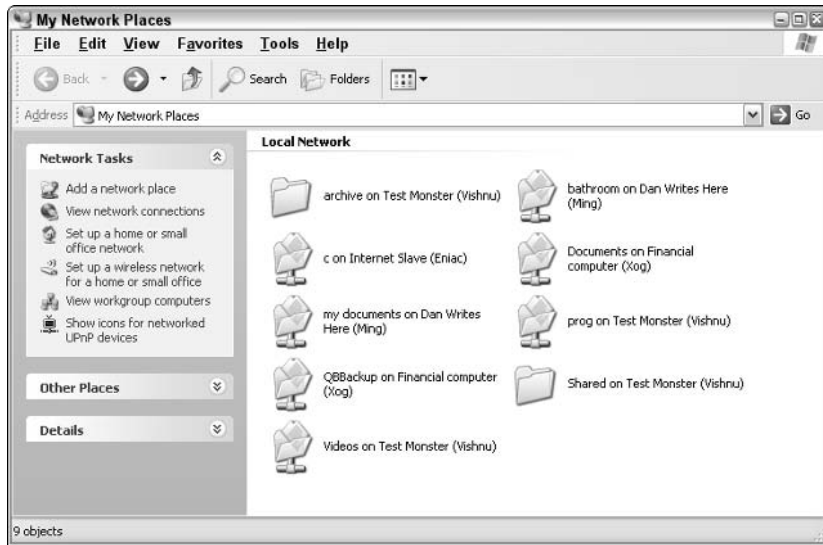 My Network Places
File Edit View Favorites Tools Help
Back Search Folders
Address My Network Places Go
Network Tasks
Add a network place
View network connections
Set up a home or small
office network
Set up a wireless network
for a home or small office
View workgroup computers
Show icons for networked
UPnP devices
Other Places
Details
Local Network
archive on Test Monster (Vishnu)
bathroom on Dan Writes Here
(Ming)
c on Internet Slave (Eniac)
Documents on Financial
computer (Xog)
my documents on Dan Writes
Here (Ming)
prog on Test Monster (Vishnu)
QBBackup on Financial computer
(Xog)
Shared on Test Monster (Vishnu)
Videos on Test Monster (Vishnu)
9 objects